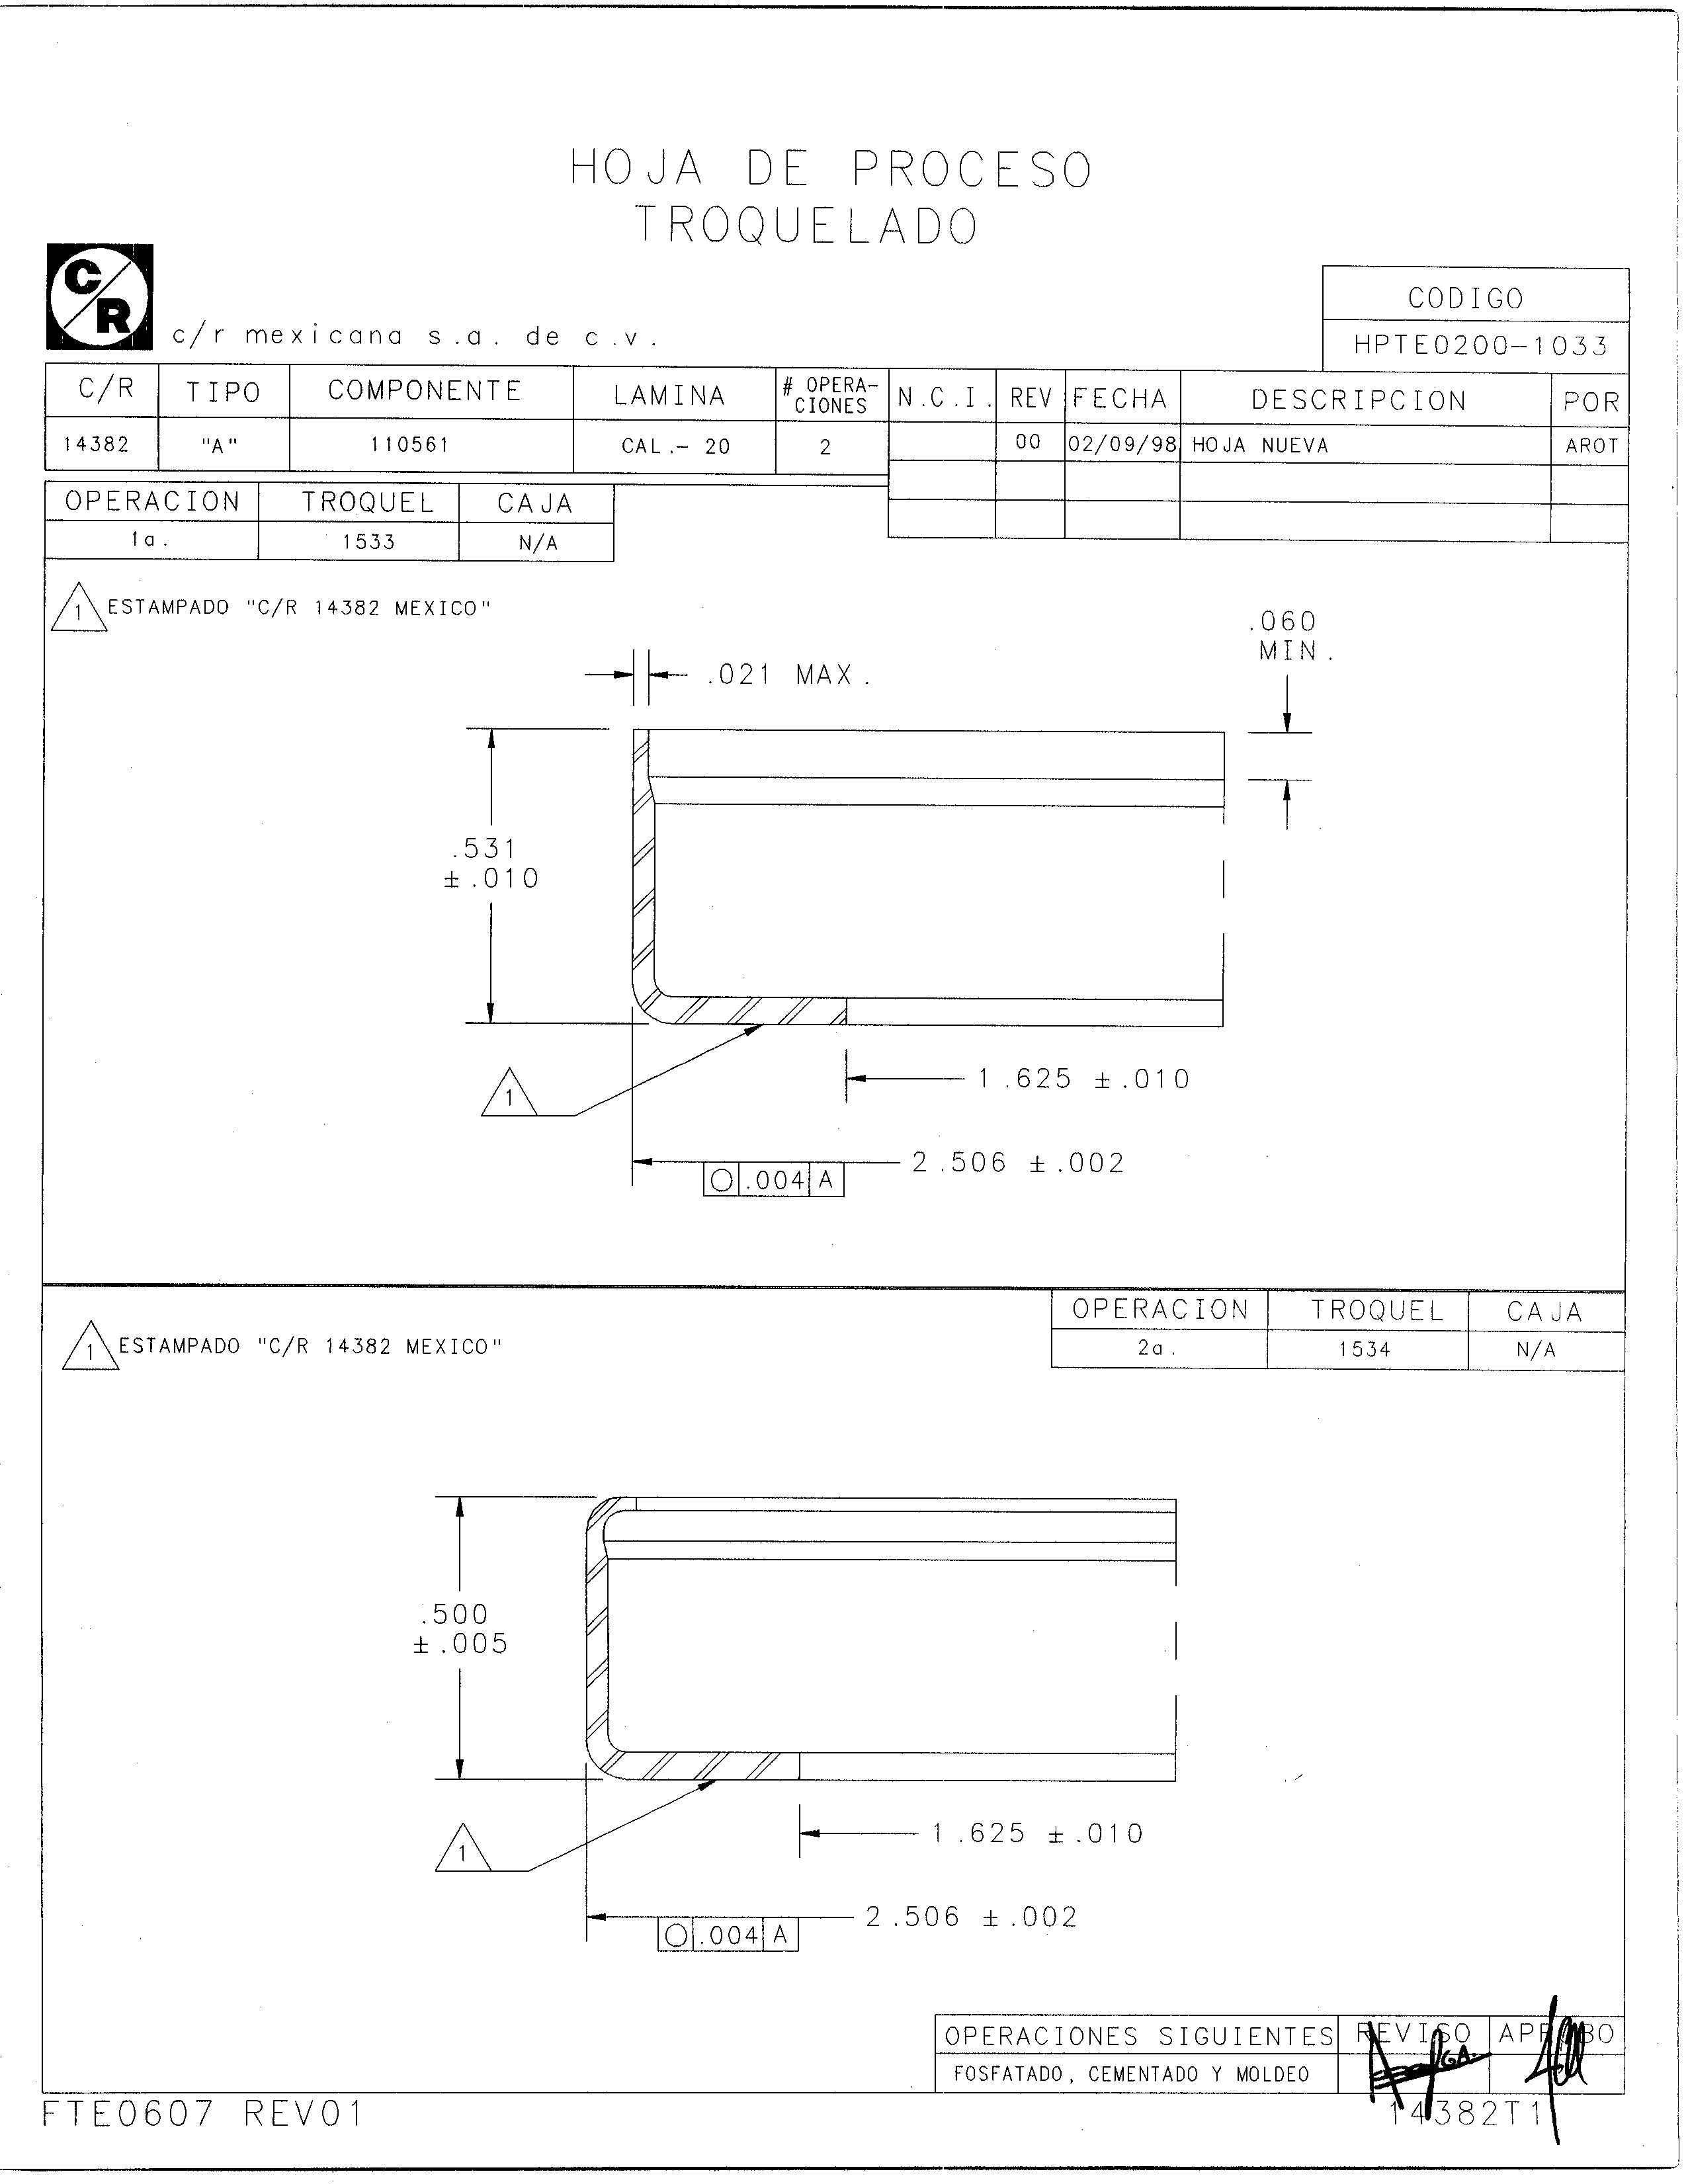 HOJA DE PROCESO
TROQUELADO
C/R
c/r mexicana s.a. de c.v.
CODIGO
HPTE0200-1033
C/R TIPO COMPONENTE LAMINA # OPERA-CIONES N.C.I. REV FECHA DESCRIPCION POR
14382 "A" 110561 CAL.- 20 2 00 02/09/98 HOJA NUEVA AROT
OPERACION TROQUEL CAJA
1a. 1533 N/A
1 ESTAMPADO "C/R 14382 MEXICO"
.060
MIN.
.021 MAX.
.531
±.010
1.625 ±.010
1
2.506 ±.002
.004 A
OPERACION TROQUEL CAJA
2a. 1534 N/A
1 ESTAMPADO "C/R 14382 MEXICO"
.500
±.005
1.625 ±.010
1
2.506 ±.002
.004 A
OPERACIONES SIGUIENTES REVISO APROBO
FOSFATADO, CEMENTADO Y MOLDEO
FTE0607 REV01
14382T1